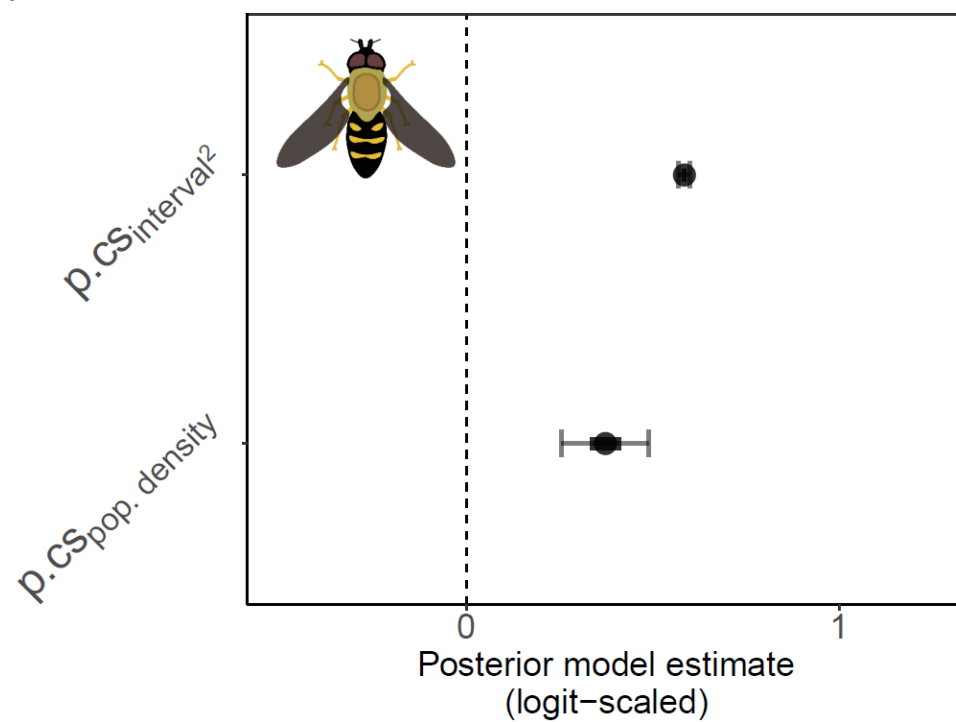 p.cs_interval²
p.cs_pop. density
0 1
Posterior model estimate
(logit−scaled)